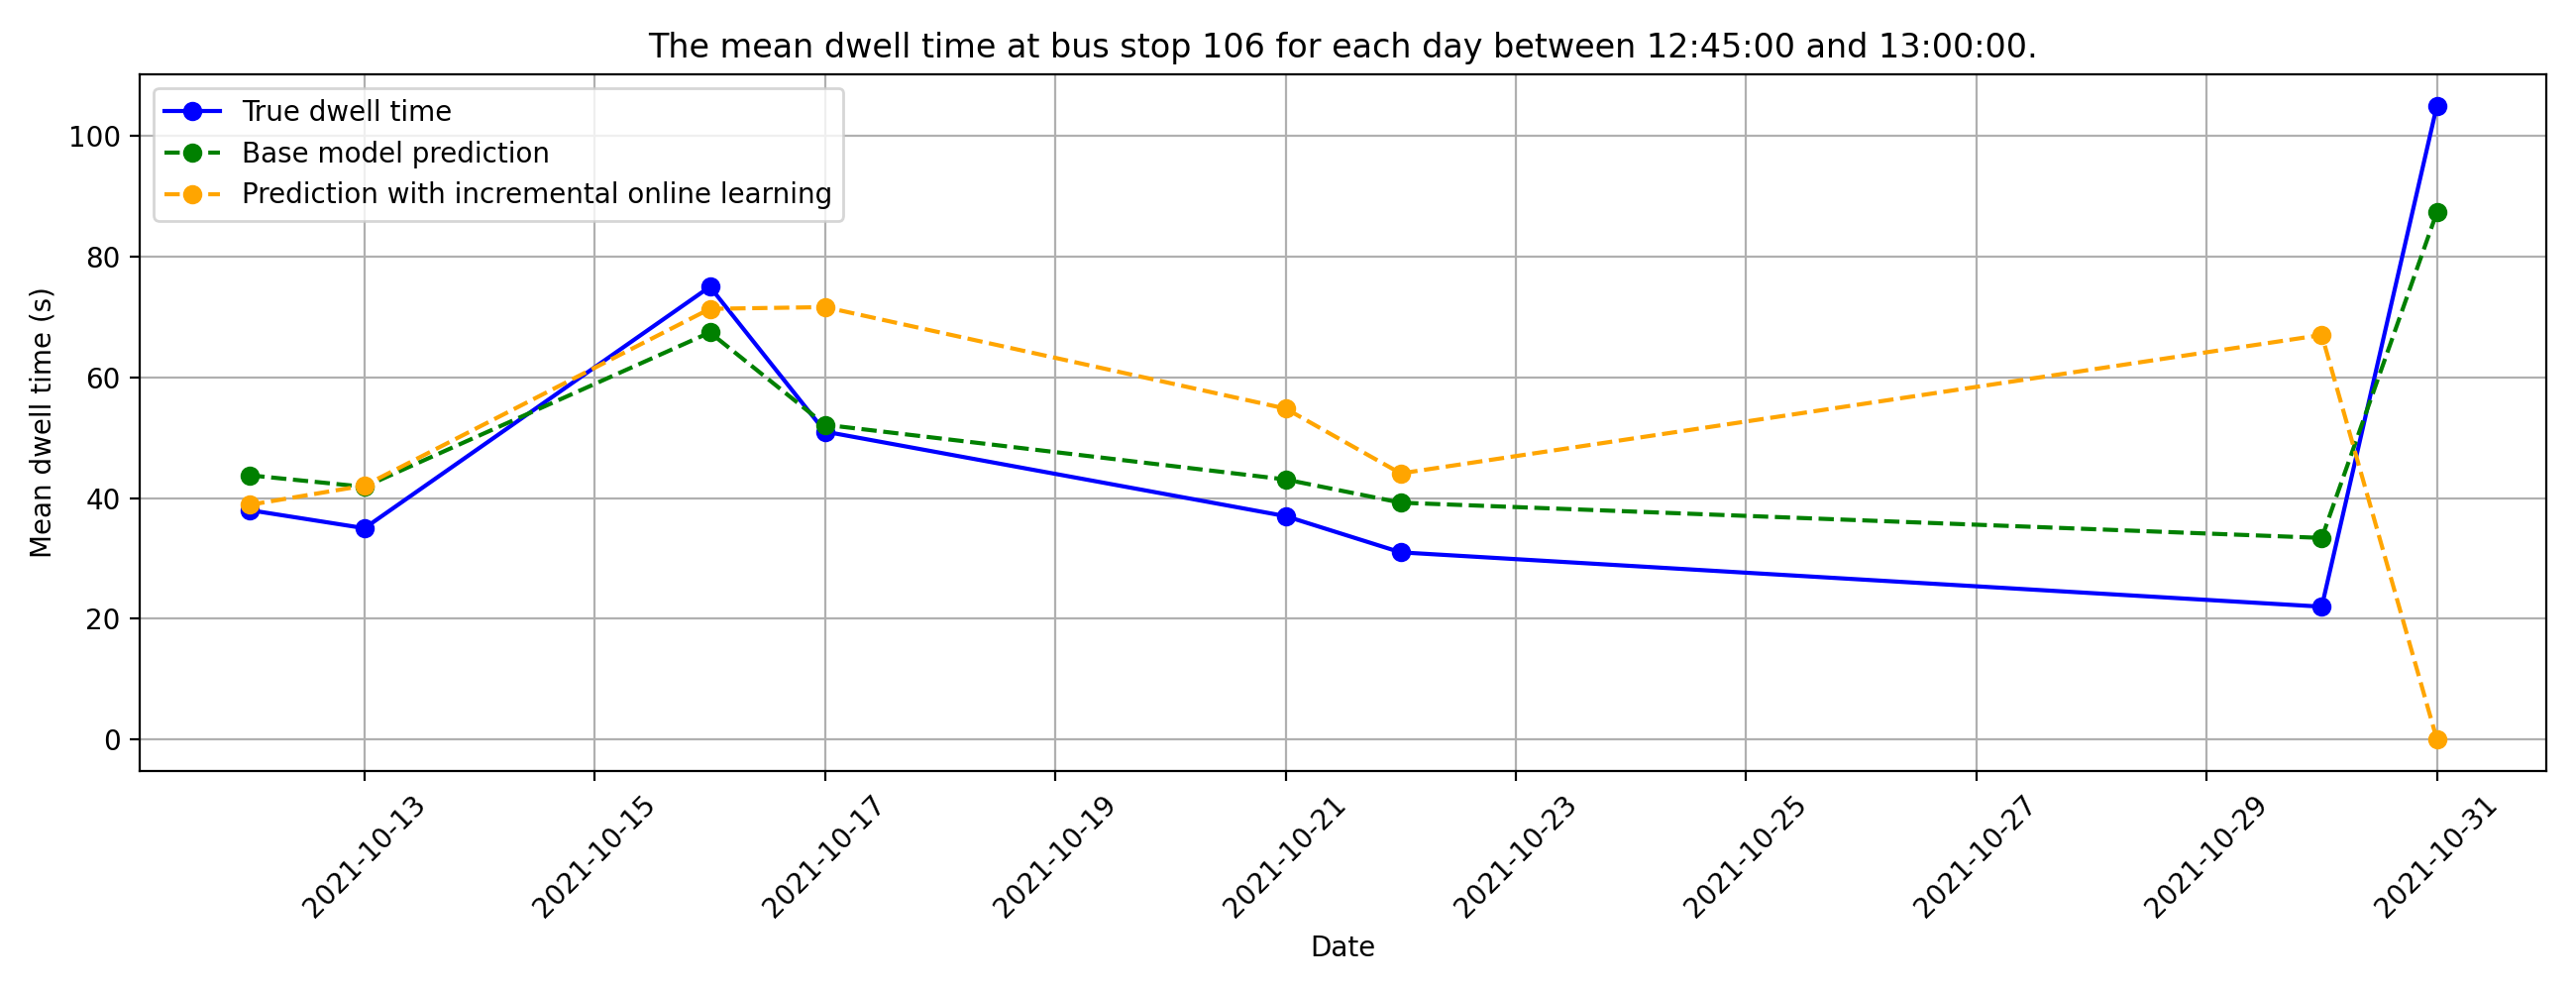 The mean dwell time at bus stop 106 for each day between 12:45:00 and 13:00:00.
True dwell time
Base model prediction
Prediction with incremental online learning
Mean dwell time (s)
100
80
60
40
20
0
2021-10-13
2021-10-15
2021-10-17
2021-10-19
2021-10-21
2021-10-23
2021-10-25
2021-10-27
2021-10-29
2021-10-31
Date